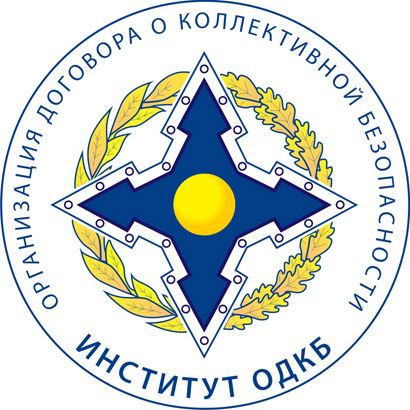 ОРГАНИЗАЦИЯ ДОГОВОРА О КОЛЛЕКТИВНОЙ БЕЗОПАСНОСТИ
ИНСТИТУТ ОДКБ